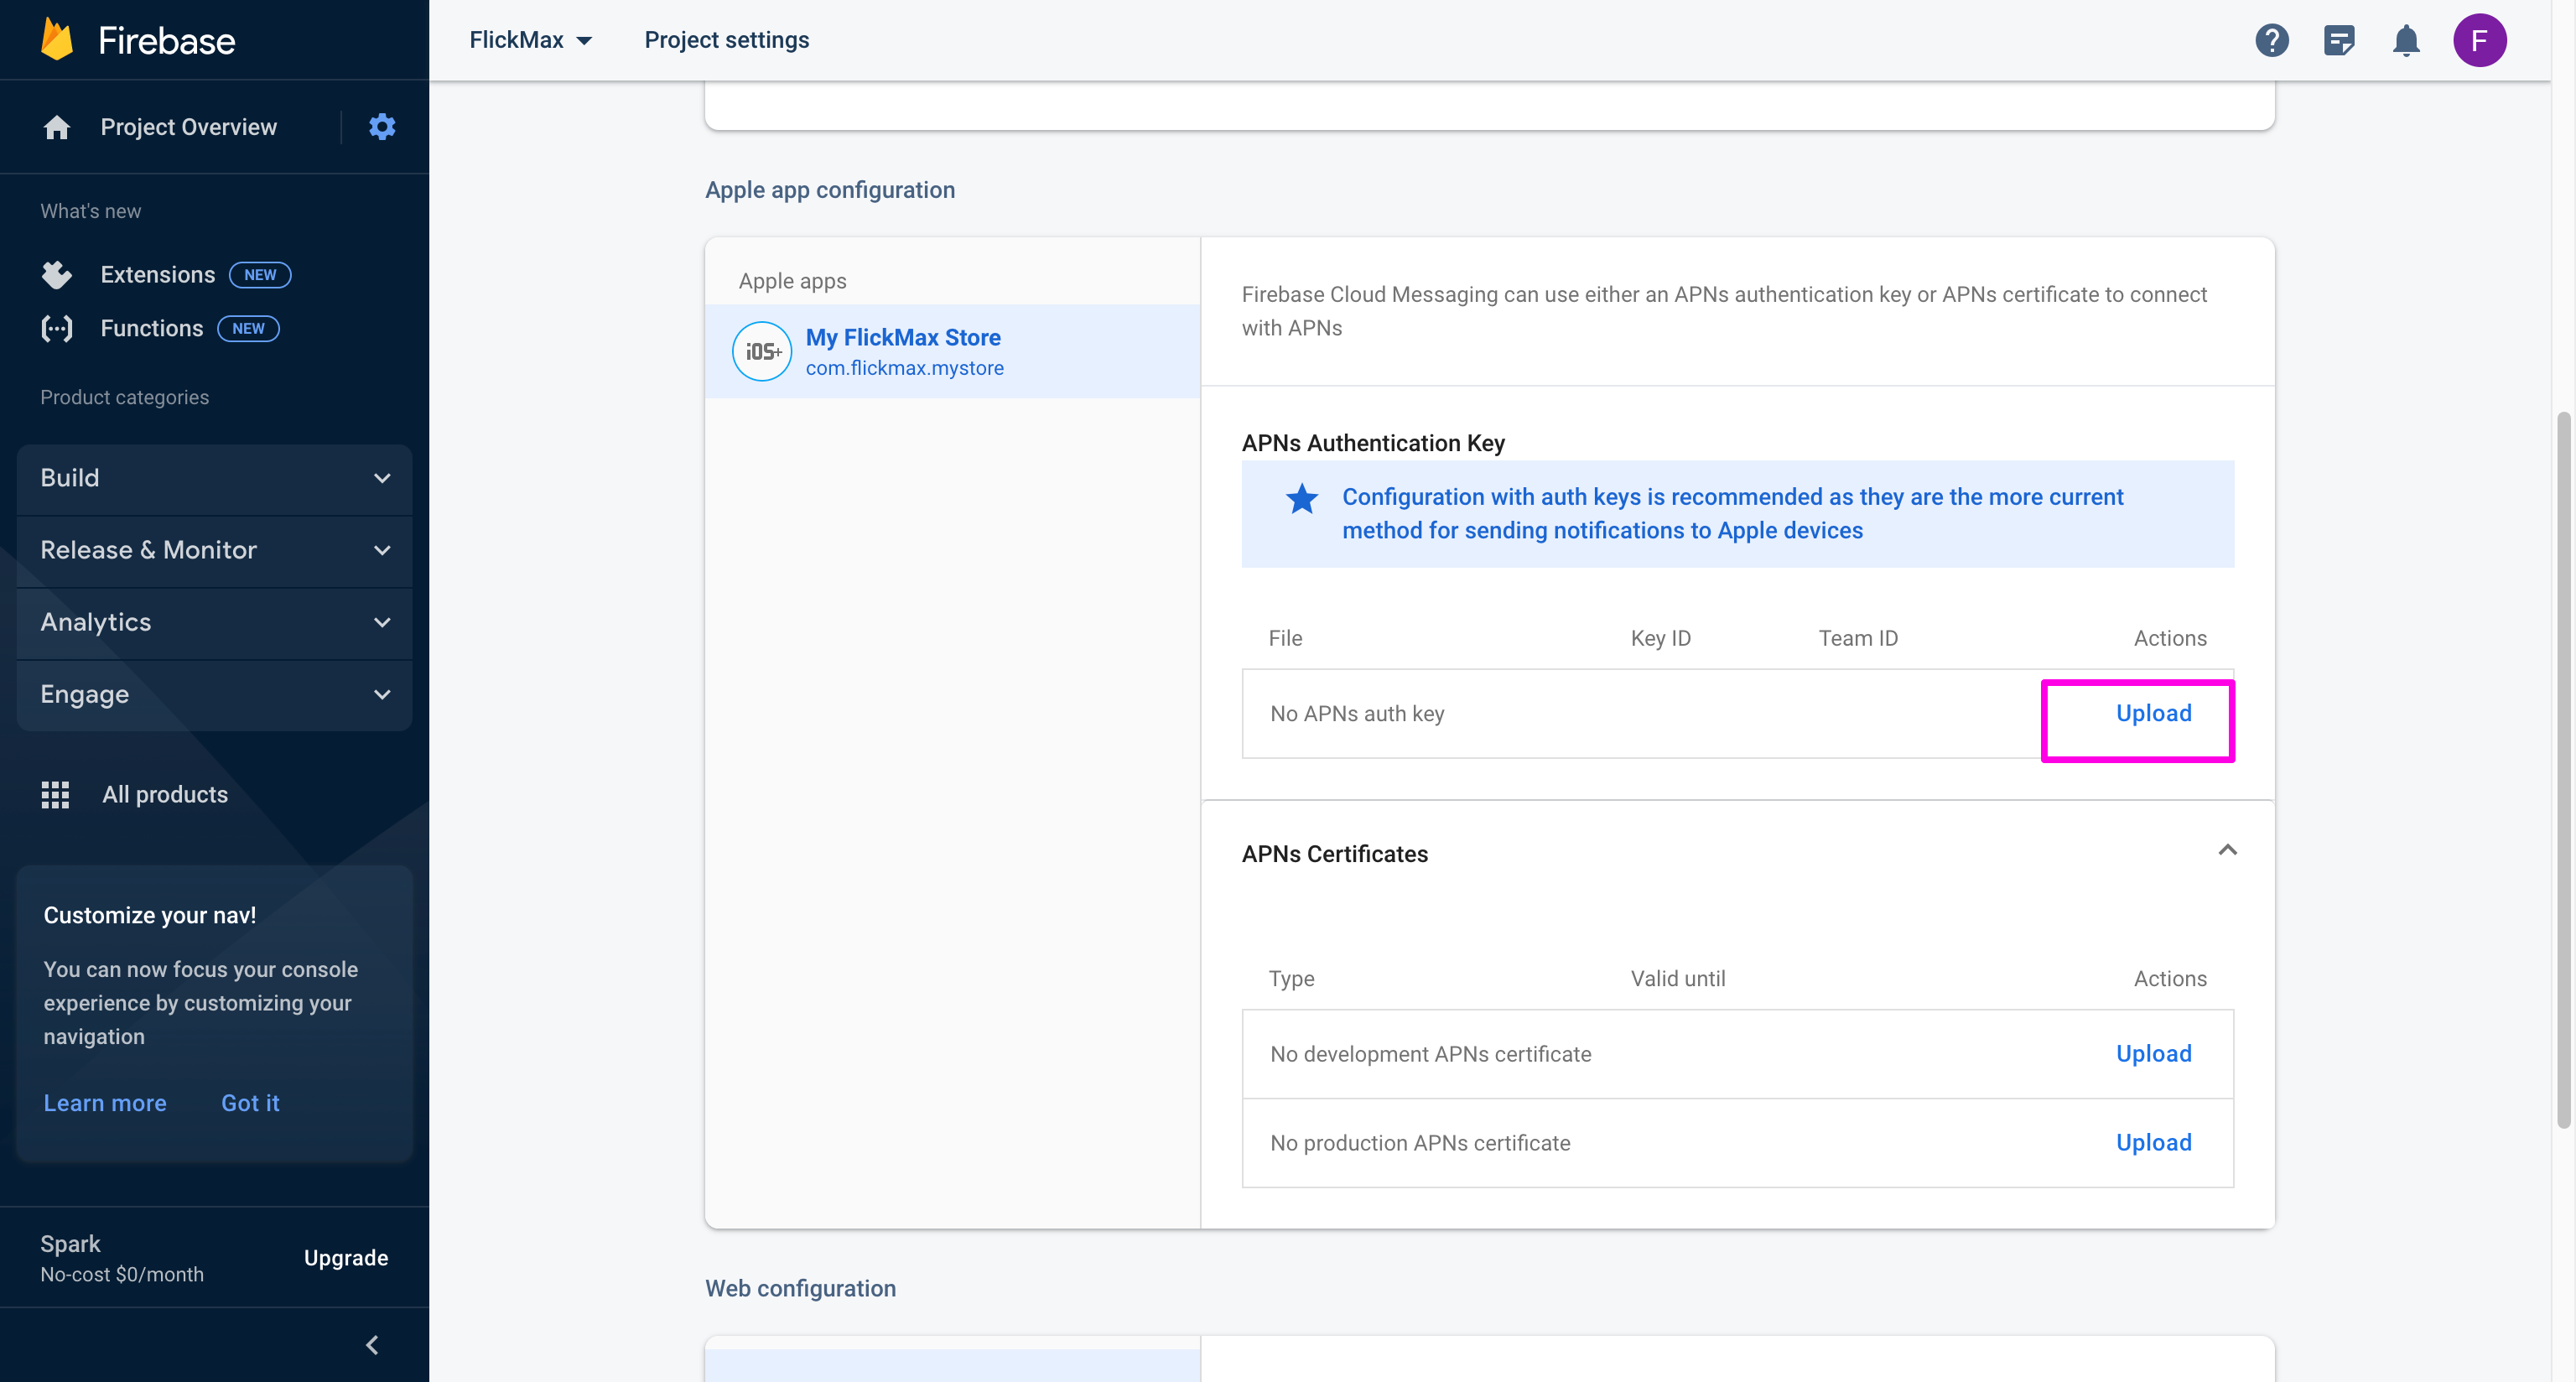 Firebase
FlickMax
Project settings
F
Project Overview
What's new
Extensions NEW
Functions NEW
Product categories
Build
Release & Monitor
Analytics
Engage
All products
Customize your nav!
You can now focus your console
experience by customizing your
navigation
Learn more
Got it
Spark
No-cost $0/month
Upgrade
Apple app configuration
Apple apps
iOS+
My FlickMax Store
com.flickmax.mystore
Firebase Cloud Messaging can use either an APNs authentication key or APNs certificate to connect
with APNs
APNs Authentication Key
Configuration with auth keys is recommended as they are the more current
method for sending notifications to Apple devices
File Key ID Team ID Actions
No APNs auth key Upload
APNs Certificates
Type Valid until Actions
No development APNs certificate Upload
No production APNs certificate Upload
Web configuration